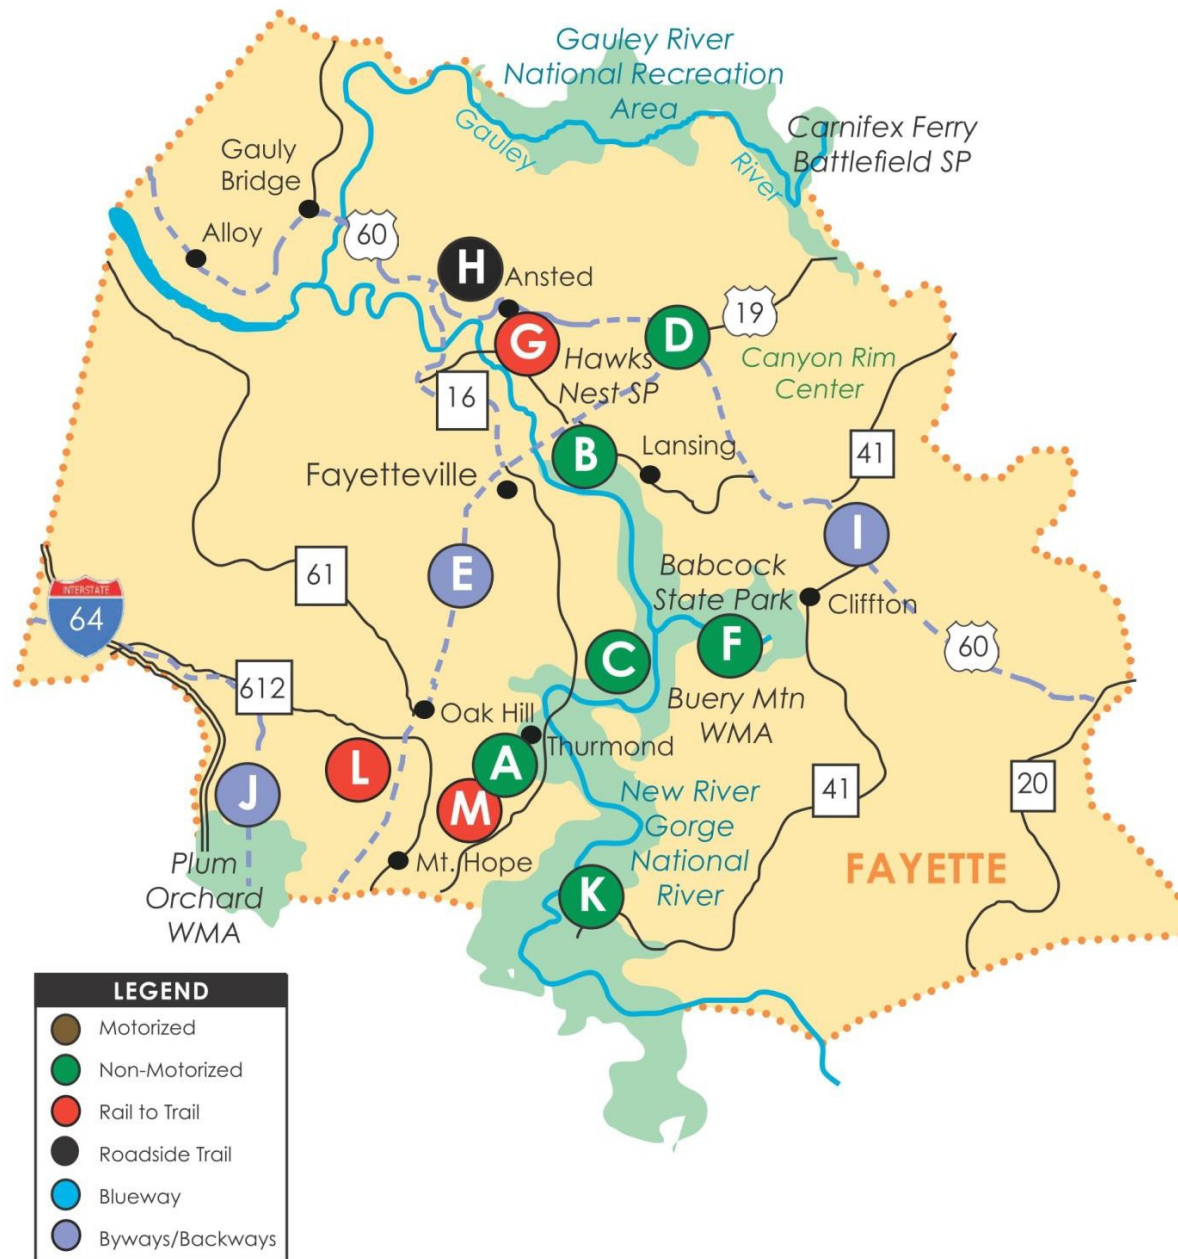 Gauley River
National Recreation
Area
Gauley
River
Carnifex Ferry
Battlefield SP
Gauly
Bridge
Alloy
60
H
Ansted
19
D
G
Hawks
Nest SP
Canyon Rim
Center
16
B
Lansing
41
Fayetteville
I
E
61
INTERSTATE
64
Babcock
State Park
Cliffton
F
C
60
612
Buery Mtn
WMA
Oak Hill
Thurmond
A
L
J
M
New River
Gorge
National
River
41
20
Mt. Hope
FAYETTE
Plum
Orchard
WMA
K
LEGEND
Motorized
Non-Motorized
Rail to Trail
Roadside Trail
Blueway
Byways/Backways